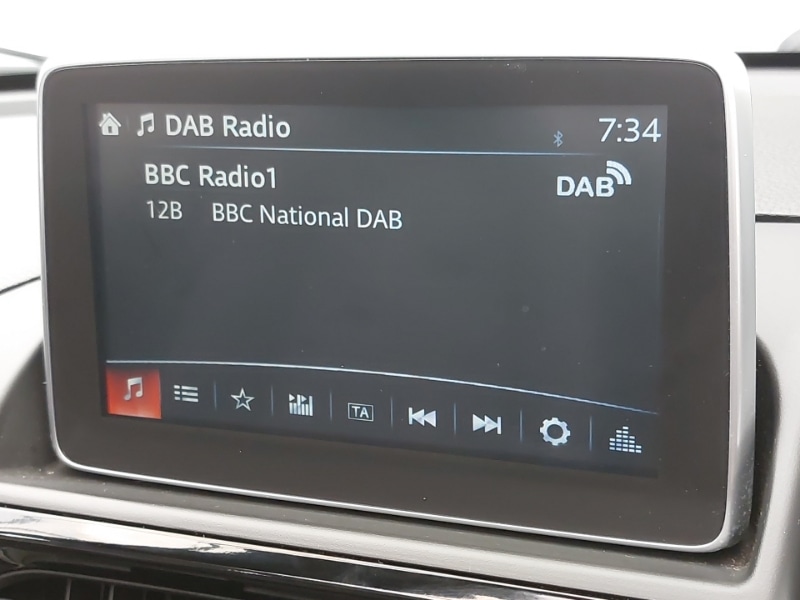 DAB Radio 7:34
BBC Radio1 DAB
12B BBC National DAB
TA